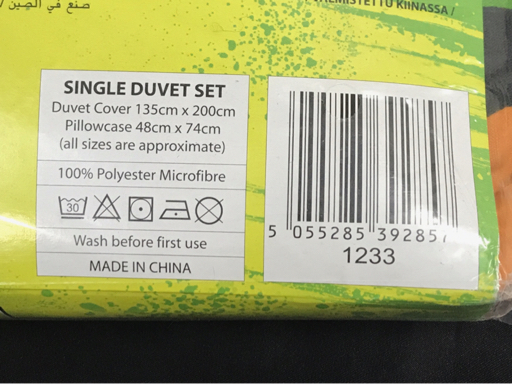 صنع في الصين /
KIINASSA /
SINGLE DUVET SET
Duvet Cover 135cm x 200cm
Pillowcase 48cm x 74cm
(all sizes are approximate)
100% Polyester Microfibre
30
Wash before first use
MADE IN CHINA
5 055285 392857
1233